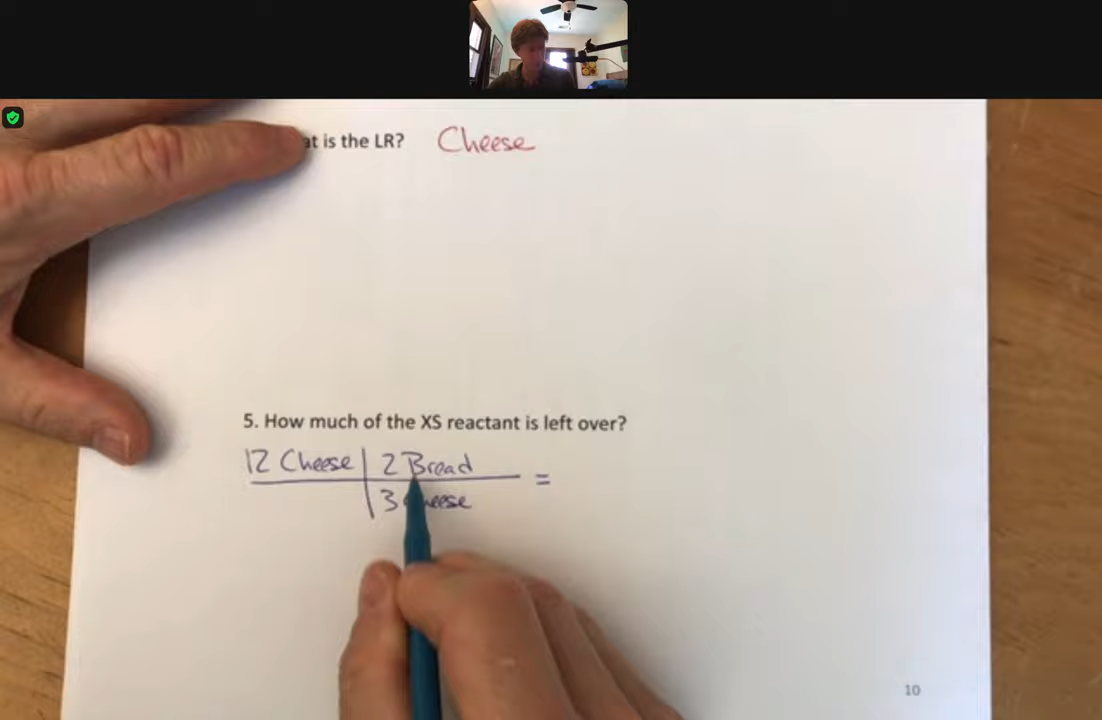 is the LR? Cheese
5. How much of the XS reactant is left over?
12 Cheese 2 Bread =
3 Cheese
10